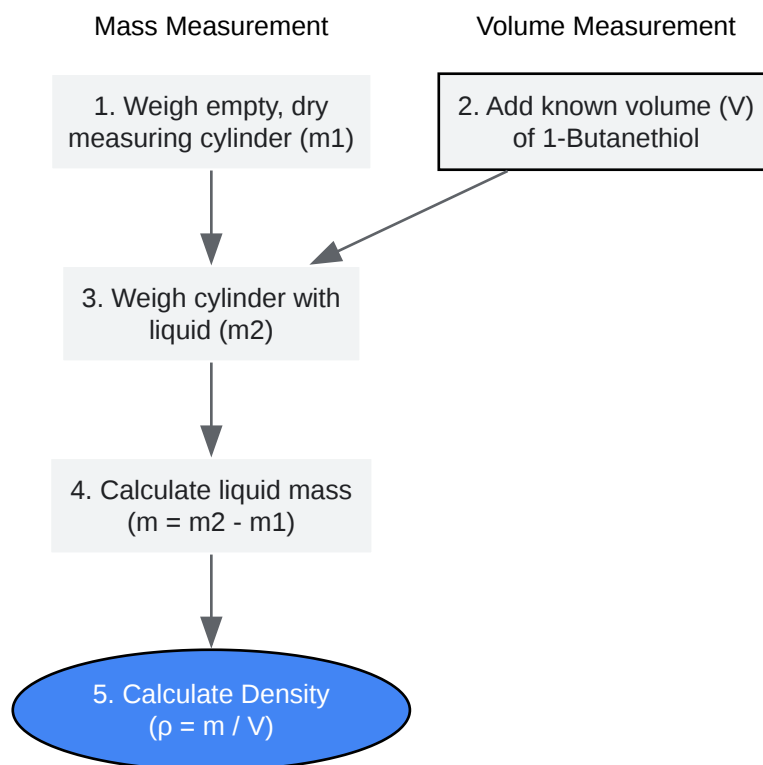 Mass Measurement
Volume Measurement
1. Weigh empty, dry
measuring cylinder (m1)
2. Add known volume (V)
of 1-Butanethiol
3. Weigh cylinder with
liquid (m2)
4. Calculate liquid mass
(m = m2 - m1)
5. Calculate Density
(ρ = m / V)